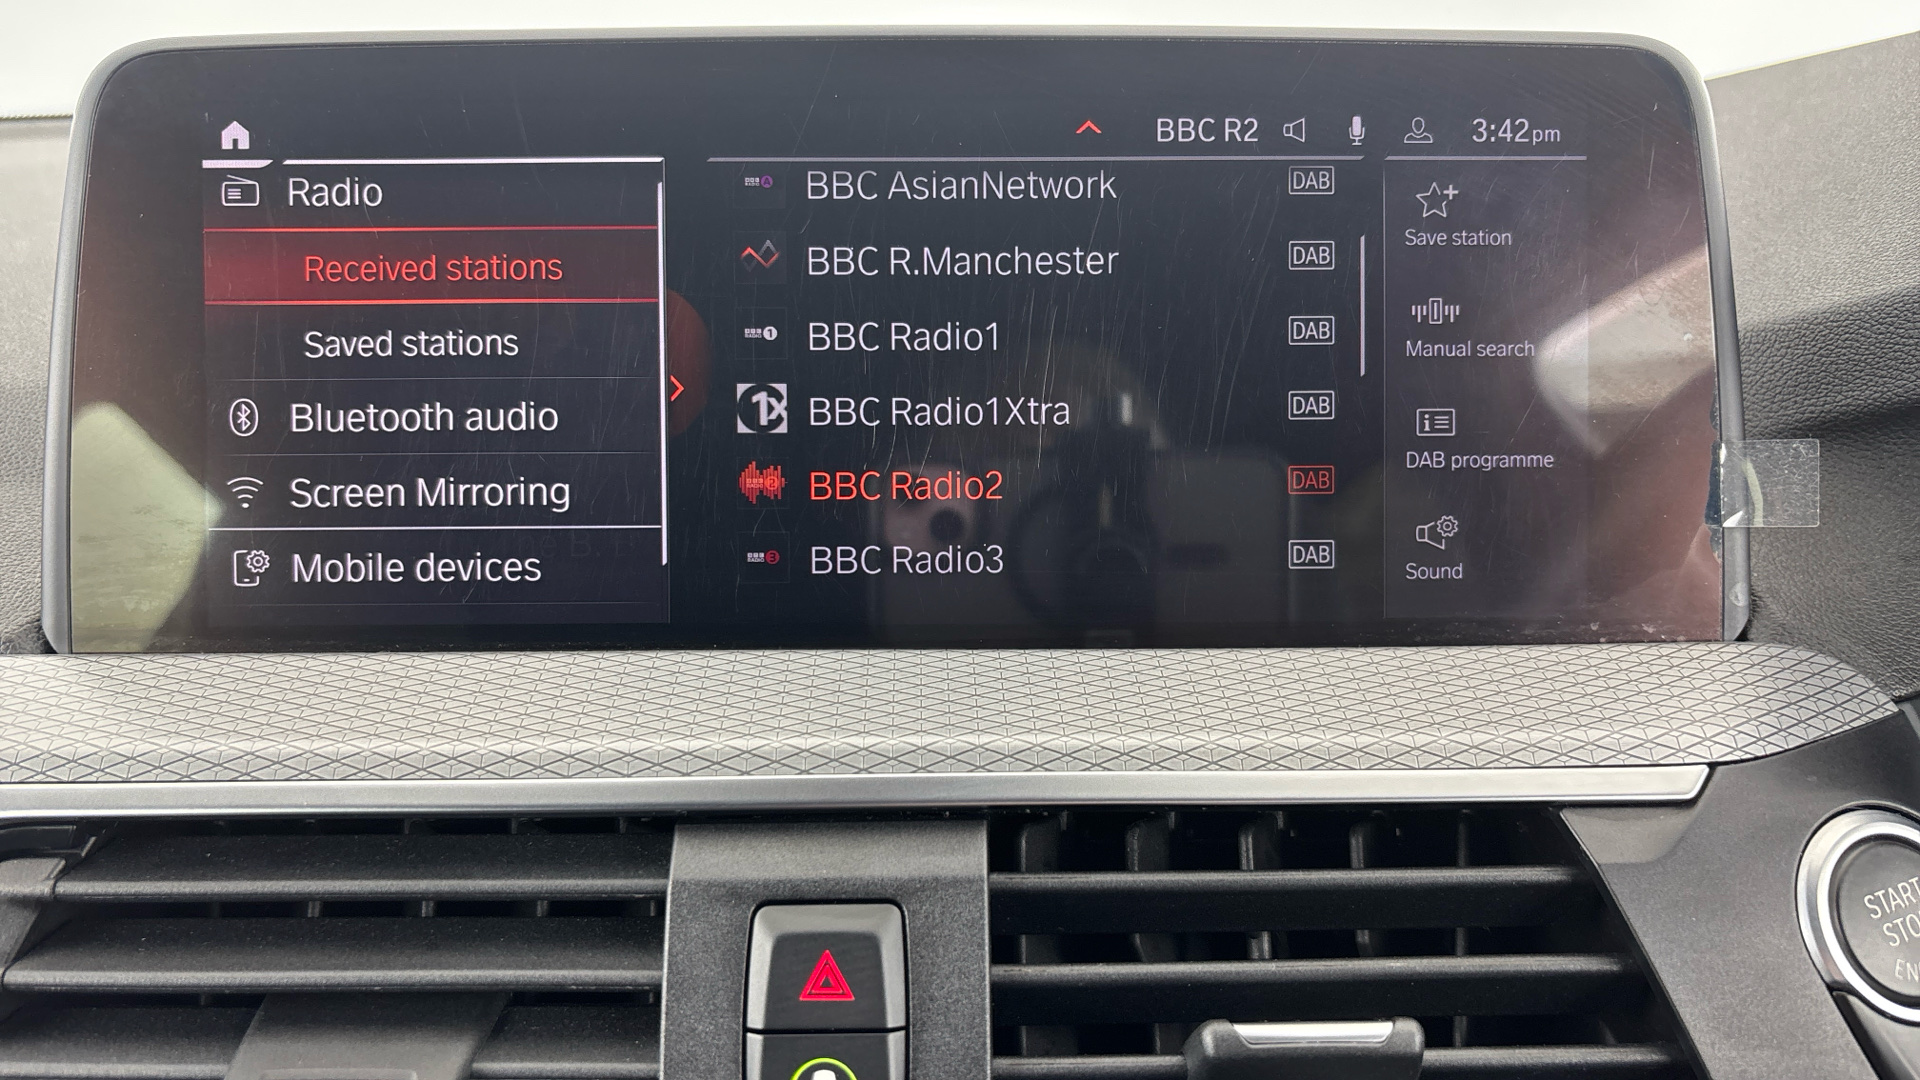 BBC R2
3:42pm
Radio
Received stations
Saved stations
Bluetooth audio
Screen Mirroring
Mobile devices
BBC AsianNetwork DAB
BBC R.Manchester DAB
BBC Radio1 DAB
1X BBC Radio1Xtra DAB
BBC Radio2 DAB
BBC Radio3 DAB
Save station
Manual search
DAB programme
Sound
START
STO
EN